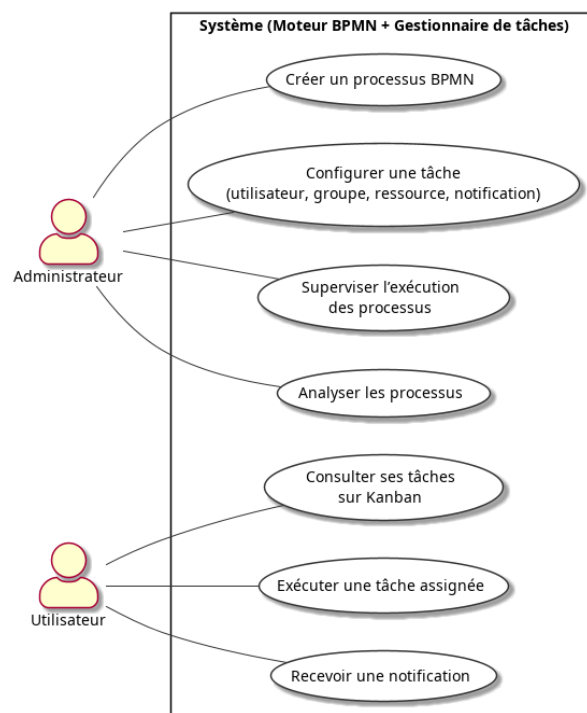 Système (Moteur BPMN + Gestionnaire de tâches)
Créer un processus BPMN
Configurer une tâche
(utilisateur, groupe, ressource, notification)
Administrateur
Superviser l’exécution
des processus
Analyser les processus
Consulter ses tâches
sur Kanban
Exécuter une tâche assignée
Utilisateur
Recevoir une notification